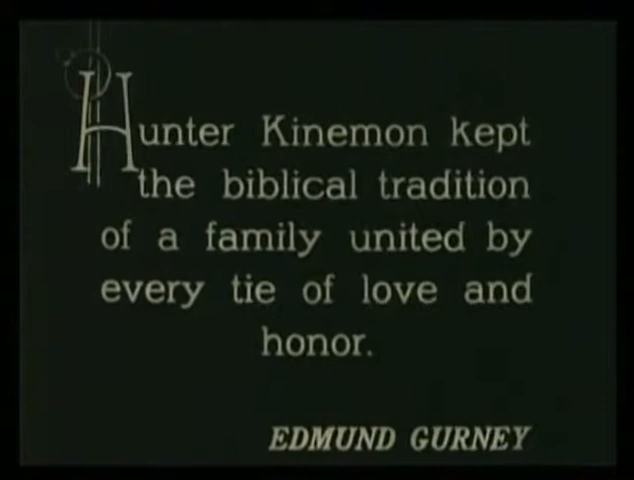 Hunter Kinemon kept
the biblical tradition
of a family united by
every tie of love and
honor.
EDMUND GURNEY